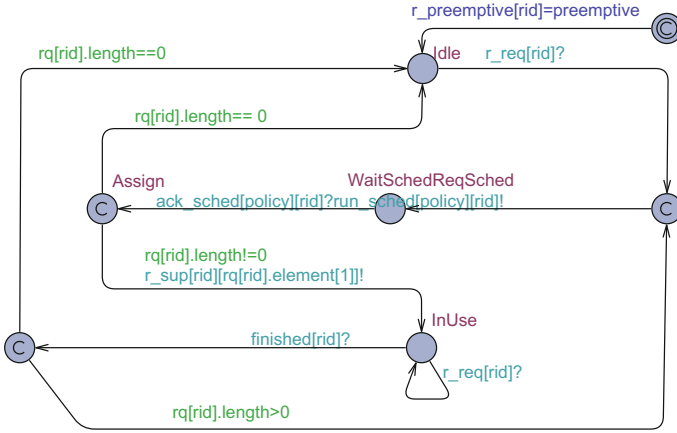 r_preemptive[rid]=preemptive
C
rq[rid].length==0
Idle
r_req[rid]?
rq[rid].length== 0
Assign
WaitSchedReqSched
C
ack_sched[policy][rid]?run_sched[policy][rid]!
C
rq[rid].length!=0
r_sup[rid][rq[rid].element[1]]!
InUse
C
finished[rid]?
r_req[rid]?
rq[rid].length>0